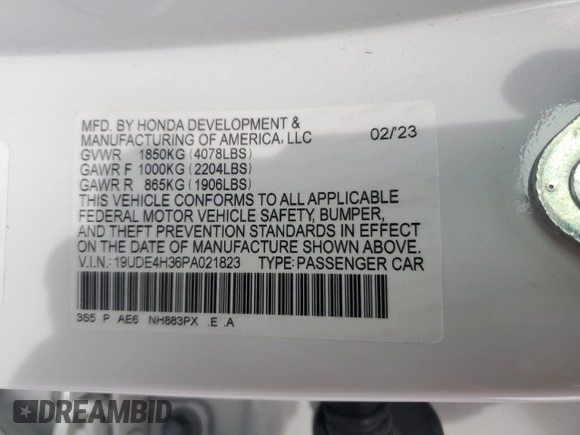 MFD. BY HONDA DEVELOPMENT &
MANUFACTURING OF AMERICA, LLC 02/'23
GVWR 1850KG (4078LBS)
GAWR F 1000KG (2204LBS)
GAWR R 865KG (1906LBS)
THIS VEHICLE CONFORMS TO ALL APPLICABLE
FEDERAL MOTOR VEHICLE SAFETY, BUMPER,
AND THEFT PREVENTION STANDARDS IN EFFECT
ON THE DATE OF MANUFACTURE SHOWN ABOVE.
V.I.N.: 19UDE4H36PA021823 TYPE: PASSENGER CAR
3S5 P AE6 NH883PX .E .A
DREAMBID